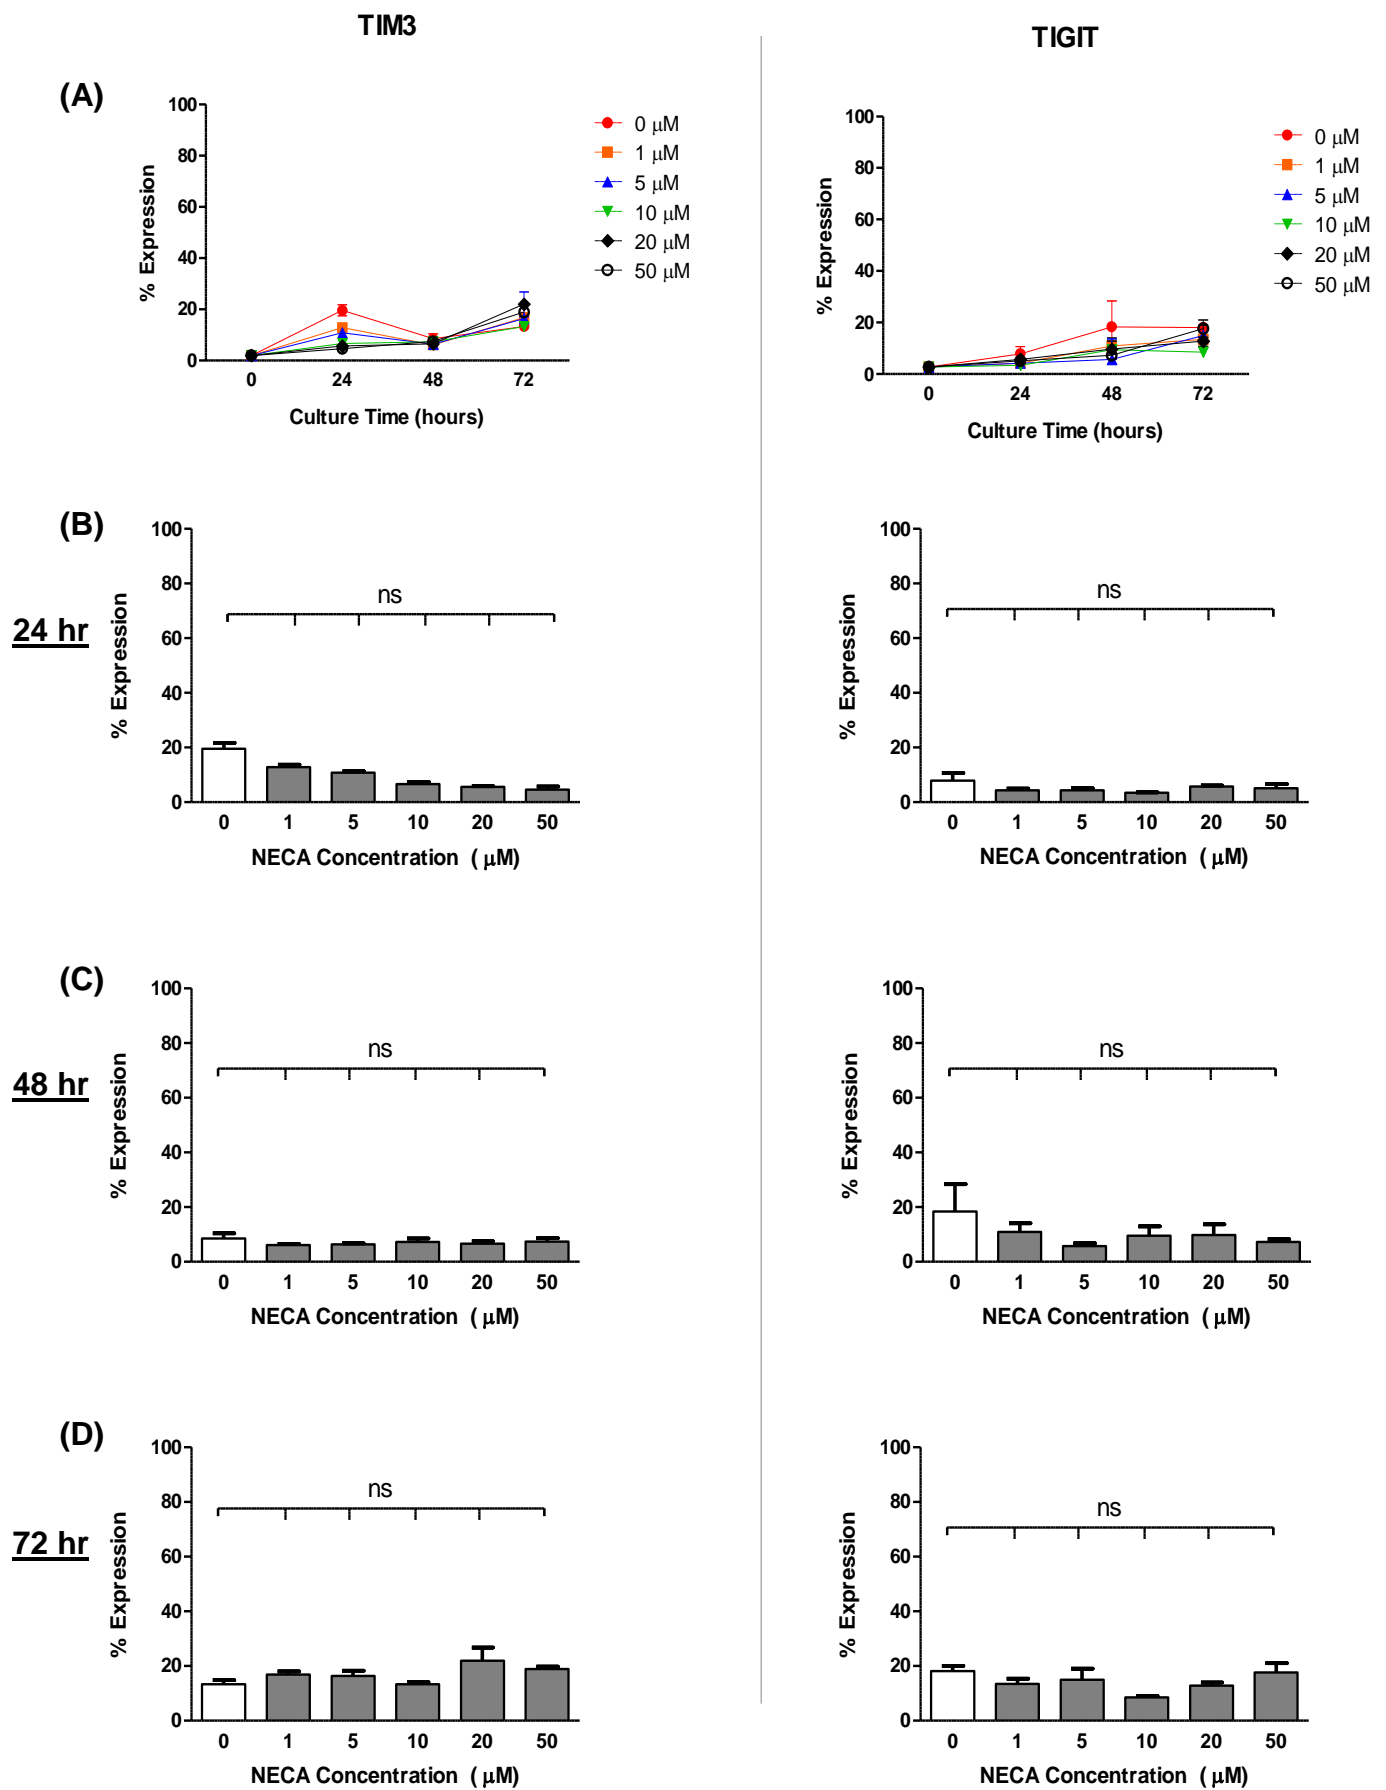 TIM3
TIGIT
(A)
100
80
60
40
20
0
% Expression
0 24 48 72
Culture Time (hours)
0 μM
1 μM
5 μM
10 μM
20 μM
50 μM
100
80
60
40
20
0
% Expression
0 24 48 72
Culture Time (hours)
0 μM
1 μM
5 μM
10 μM
20 μM
50 μM
(B)
24 hr
100
80
60
40
20
0
% Expression
ns
0 1 5 10 20 50
NECA Concentration ( μM)
100
80
60
40
20
0
% Expression
ns
0 1 5 10 20 50
NECA Concentration ( μM)
(C)
48 hr
100
80
60
40
20
0
% Expression
ns
0 1 5 10 20 50
NECA Concentration ( μM)
100
80
60
40
20
0
% Expression
ns
0 1 5 10 20 50
NECA Concentration ( μM)
(D)
72 hr
100
80
60
40
20
0
% Expression
ns
0 1 5 10 20 50
NECA Concentration ( μM)
100
80
60
40
20
0
% Expression
ns
0 1 5 10 20 50
NECA Concentration ( μM)